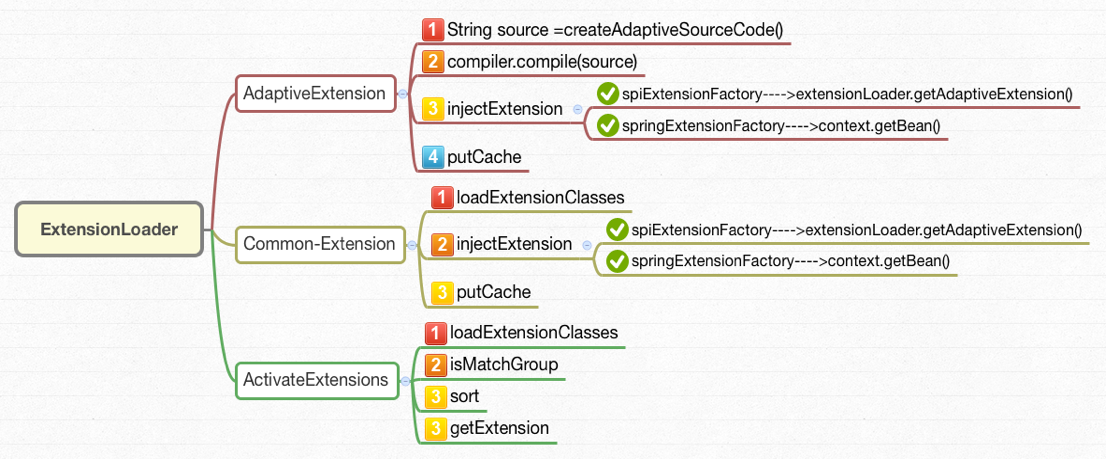 ExtensionLoader
AdaptiveExtension
1 String source =createAdaptiveSourceCode()
2 compiler.compile(source)
3 injectExtension
spiExtensionFactory---->extensionLoader.getAdaptiveExtension()
springExtensionFactory---->context.getBean()
4 putCache
Common-Extension
1 loadExtensionClasses
2 injectExtension
spiExtensionFactory---->extensionLoader.getAdaptiveExtension()
springExtensionFactory---->context.getBean()
3 putCache
ActivateExtensions
1 loadExtensionClasses
2 isMatchGroup
3 sort
3 getExtension